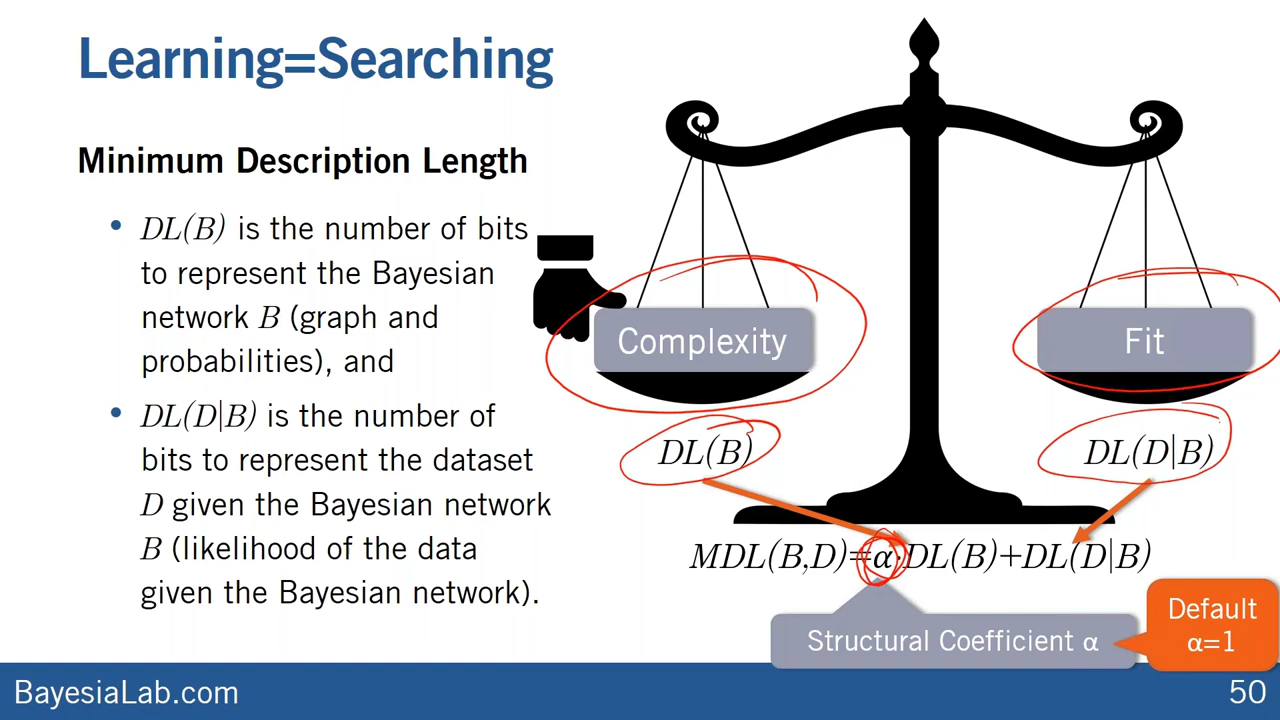 Learning=Searching
Minimum Description Length
• DL(B) is the number of bits
to represent the Bayesian
network B (graph and
probabilities), and
• DL(D|B) is the number of
bits to represent the dataset
D given the Bayesian network
B (likelihood of the data
given the Bayesian network).
Complexity
Fit
DL(B)
DL(D|B)
MDL(B,D)=α·DL(B)+DL(D|B)
Structural Coefficient α
Default
α=1
BayesiaLab.com
50